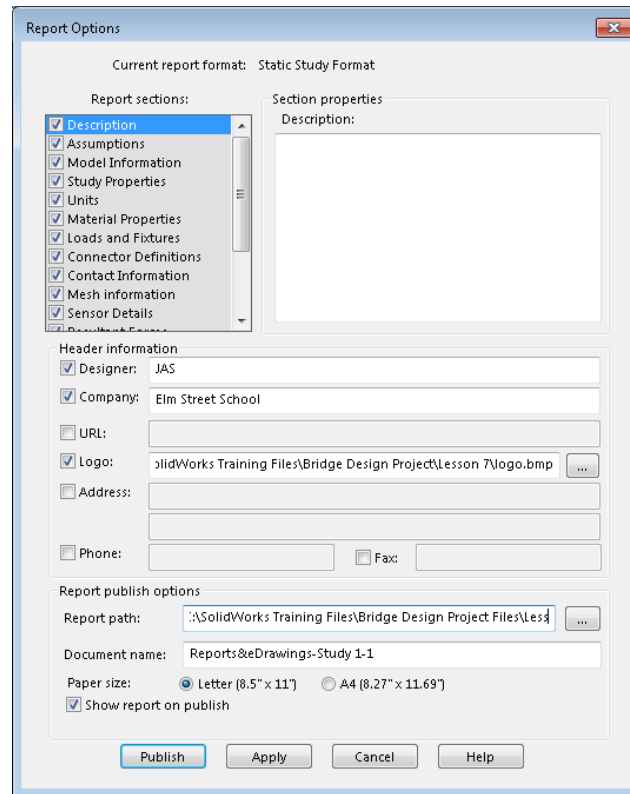 Report Options
Current report format: Static Study Format
Report sections:
Description
Assumptions
Model Information
Study Properties
Units
Material Properties
Loads and Fixtures
Connector Definitions
Contact Information
Mesh information
Sensor Details
Section properties
Description:
Header information
Designer: JAS
Company: Elm Street School
URL:
Logo: olidWorks Training Files\Bridge Design Project\Lesson 7\logo.bmp ...
Address:
Phone: Fax:
Report publish options
Report path: :\SolidWorks Training Files\Bridge Design Project Files\Less ...
Document name: Reports&eDrawings-Study 1-1
Paper size: Letter (8.5" x 11") A4 (8.27" x 11.69")
Show report on publish
Publish Apply Cancel Help